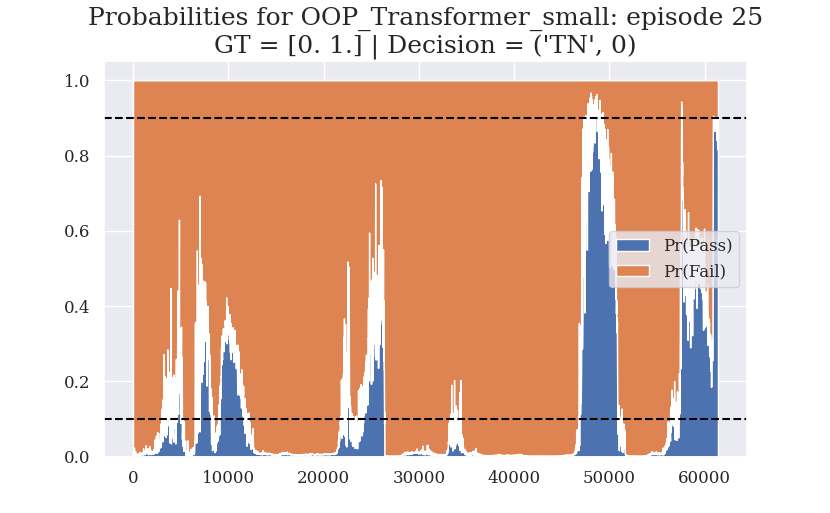 Probabilities for OOP_Transformer_small: episode 25
GT = [0. 1.] | Decision = ('TN', 0)
1.0
0.8
0.6
0.4
0.2
0.0
Pr(Pass)
Pr(Fail)
0 10000 20000 30000 40000 50000 60000